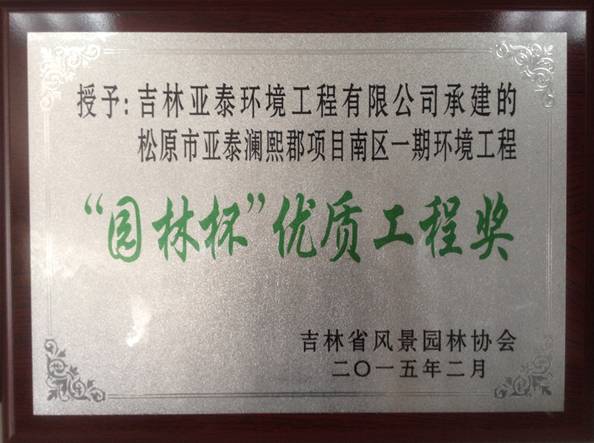 授予：吉林亚泰环境工程有限公司承建的
松原市亚泰澜熙郡项目南区一期环境工程
“园林杯”优质工程奖
吉林省风景园林协会
二〇一五年二月